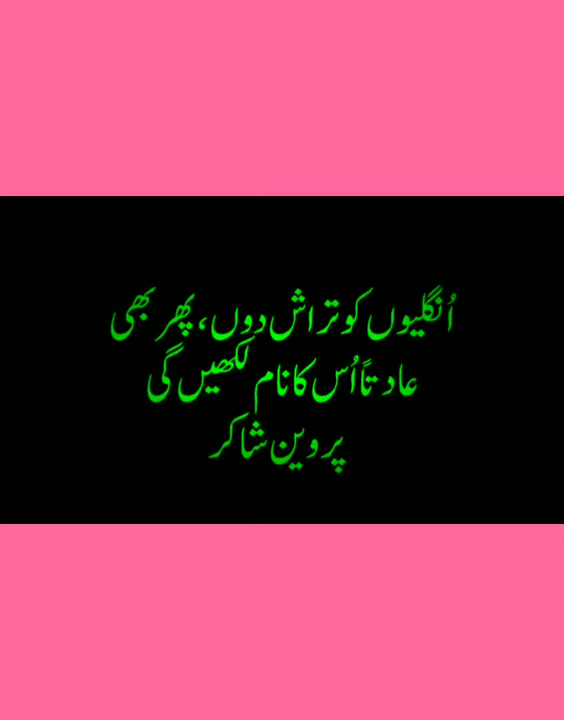 اُنگلیوں کو تراش دوں، پھر بھی
عادتاً اُس کا نام لکھیں گی
پروین شاکر